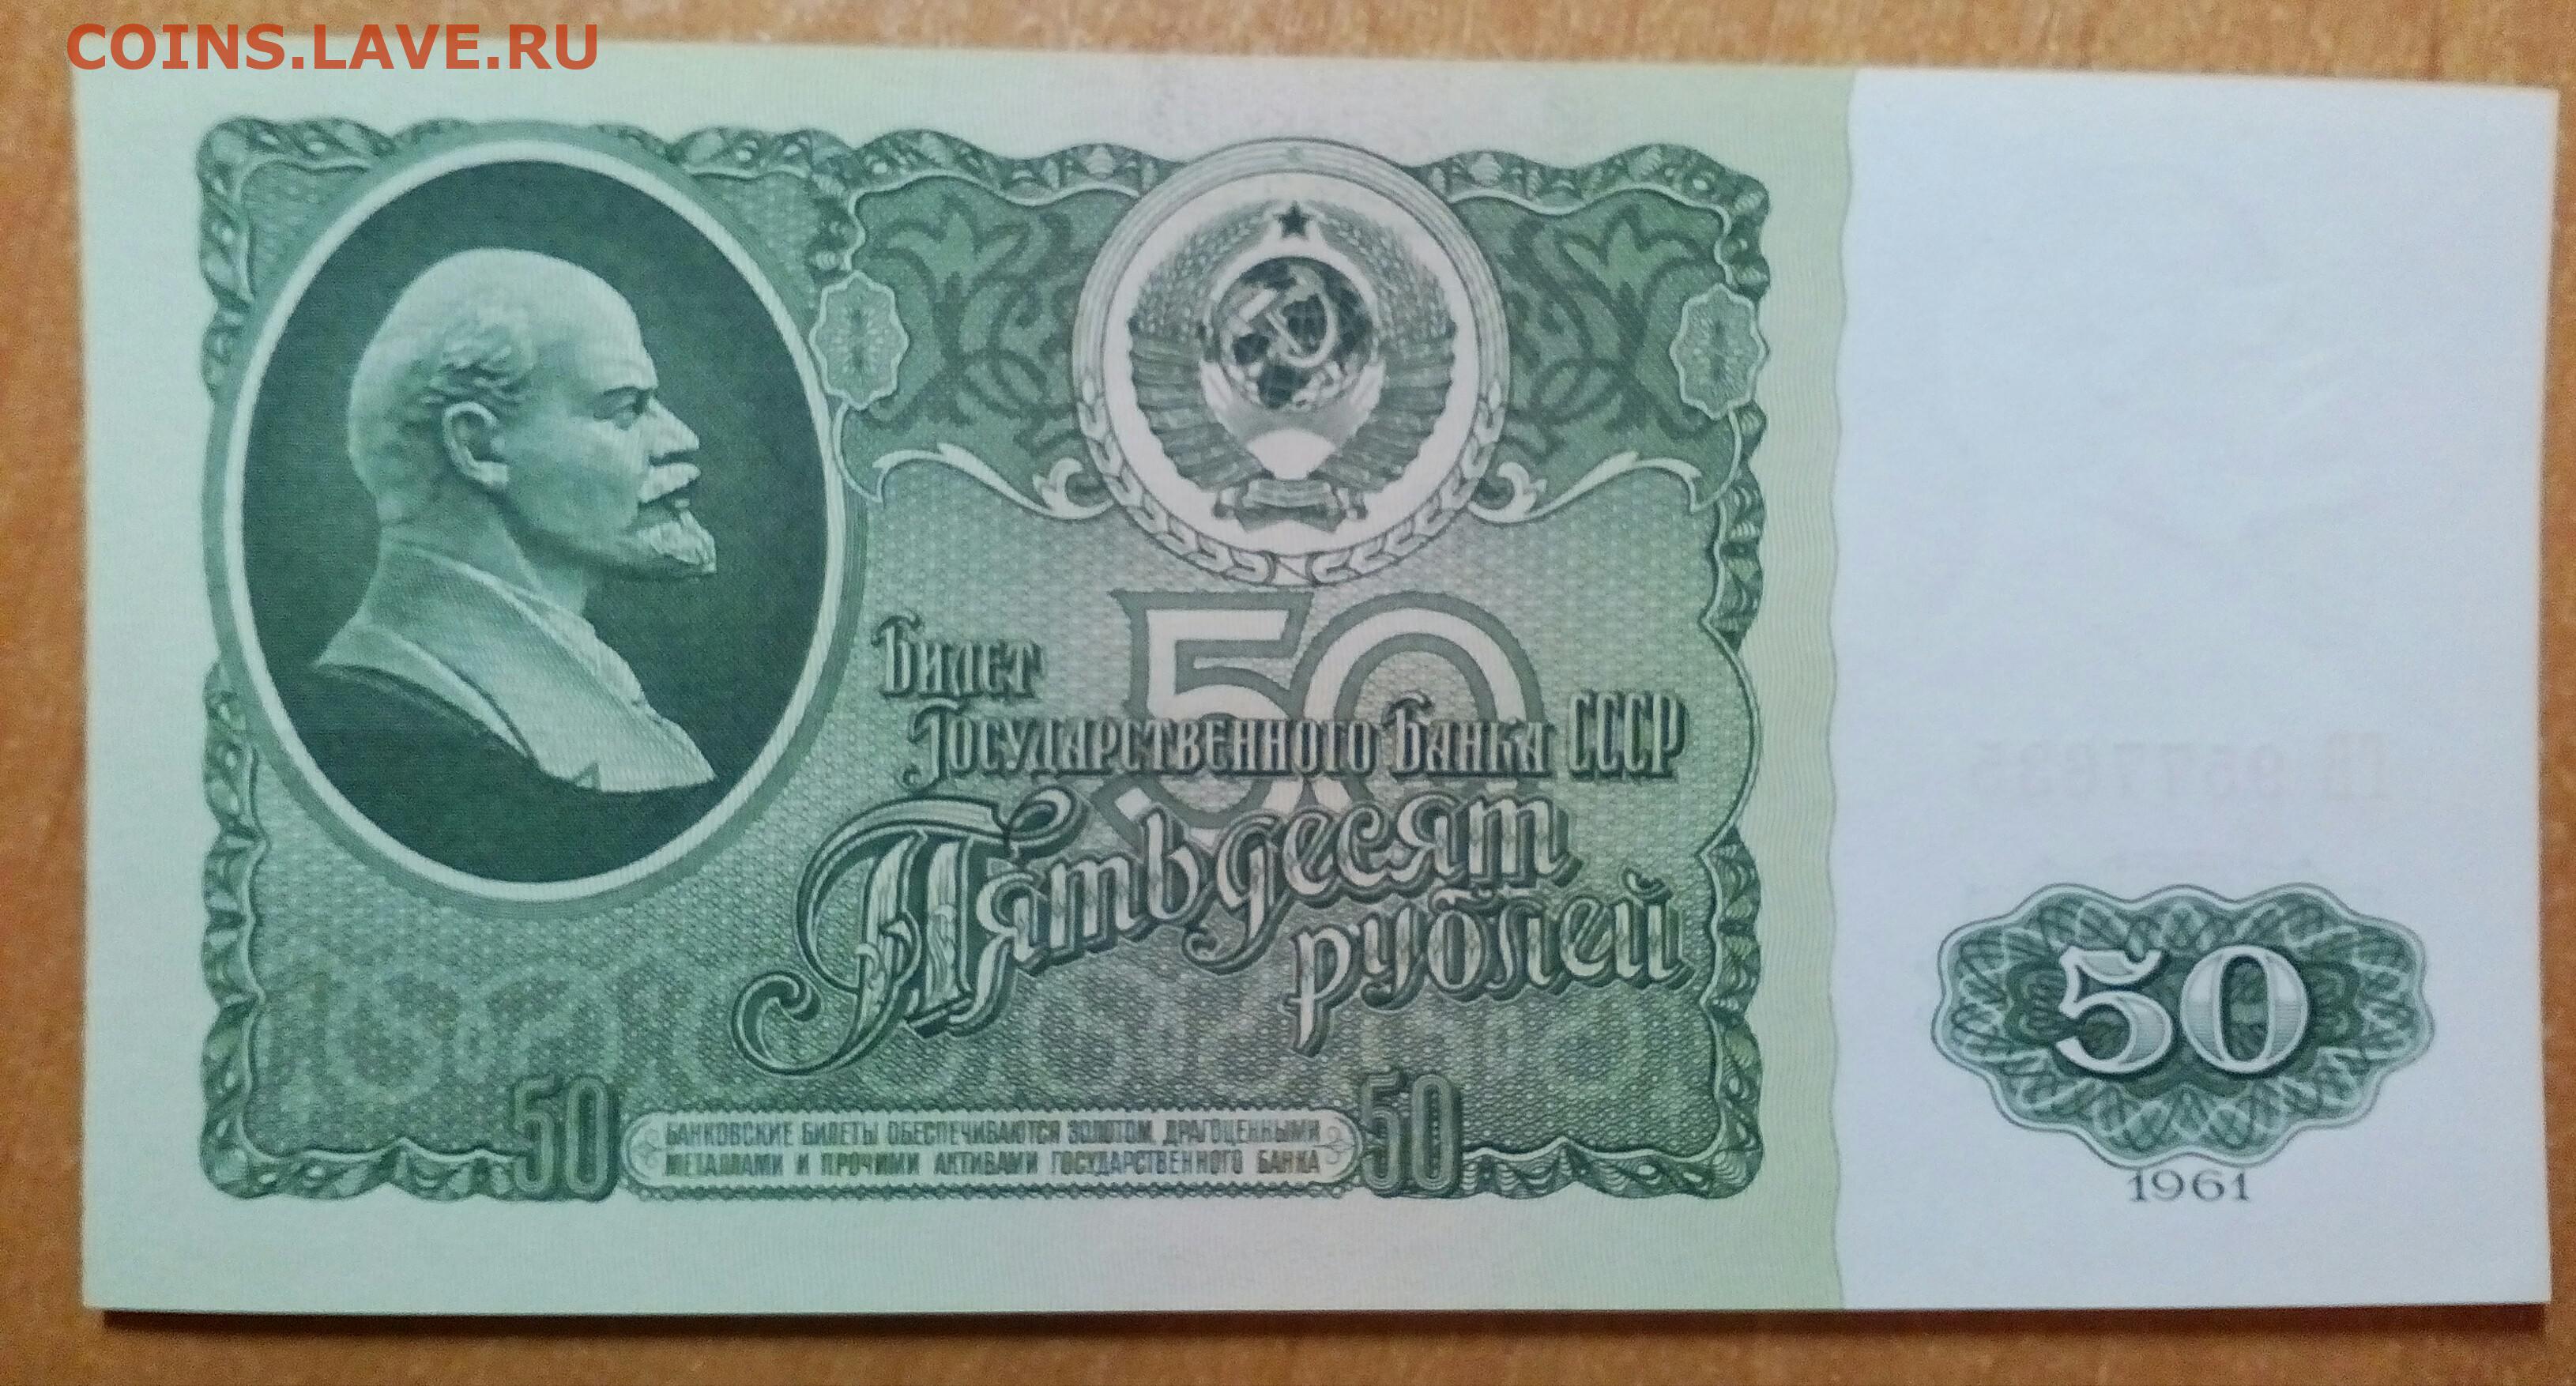 COINS.LAVE.RU
50
Билет
Государственного Банка СССР
Пятьдесят
рублей
50
50
БАНКОВСКИЕ БИЛЕТЫ ОБЕСПЕЧИВАЮТСЯ ЗОЛОТОМ, ДРАГОЦЕННЫМИ
МЕТАЛЛАМИ И ПРОЧИМИ АКТИВАМИ ГОСУДАРСТВЕННОГО БАНКА
50
1961